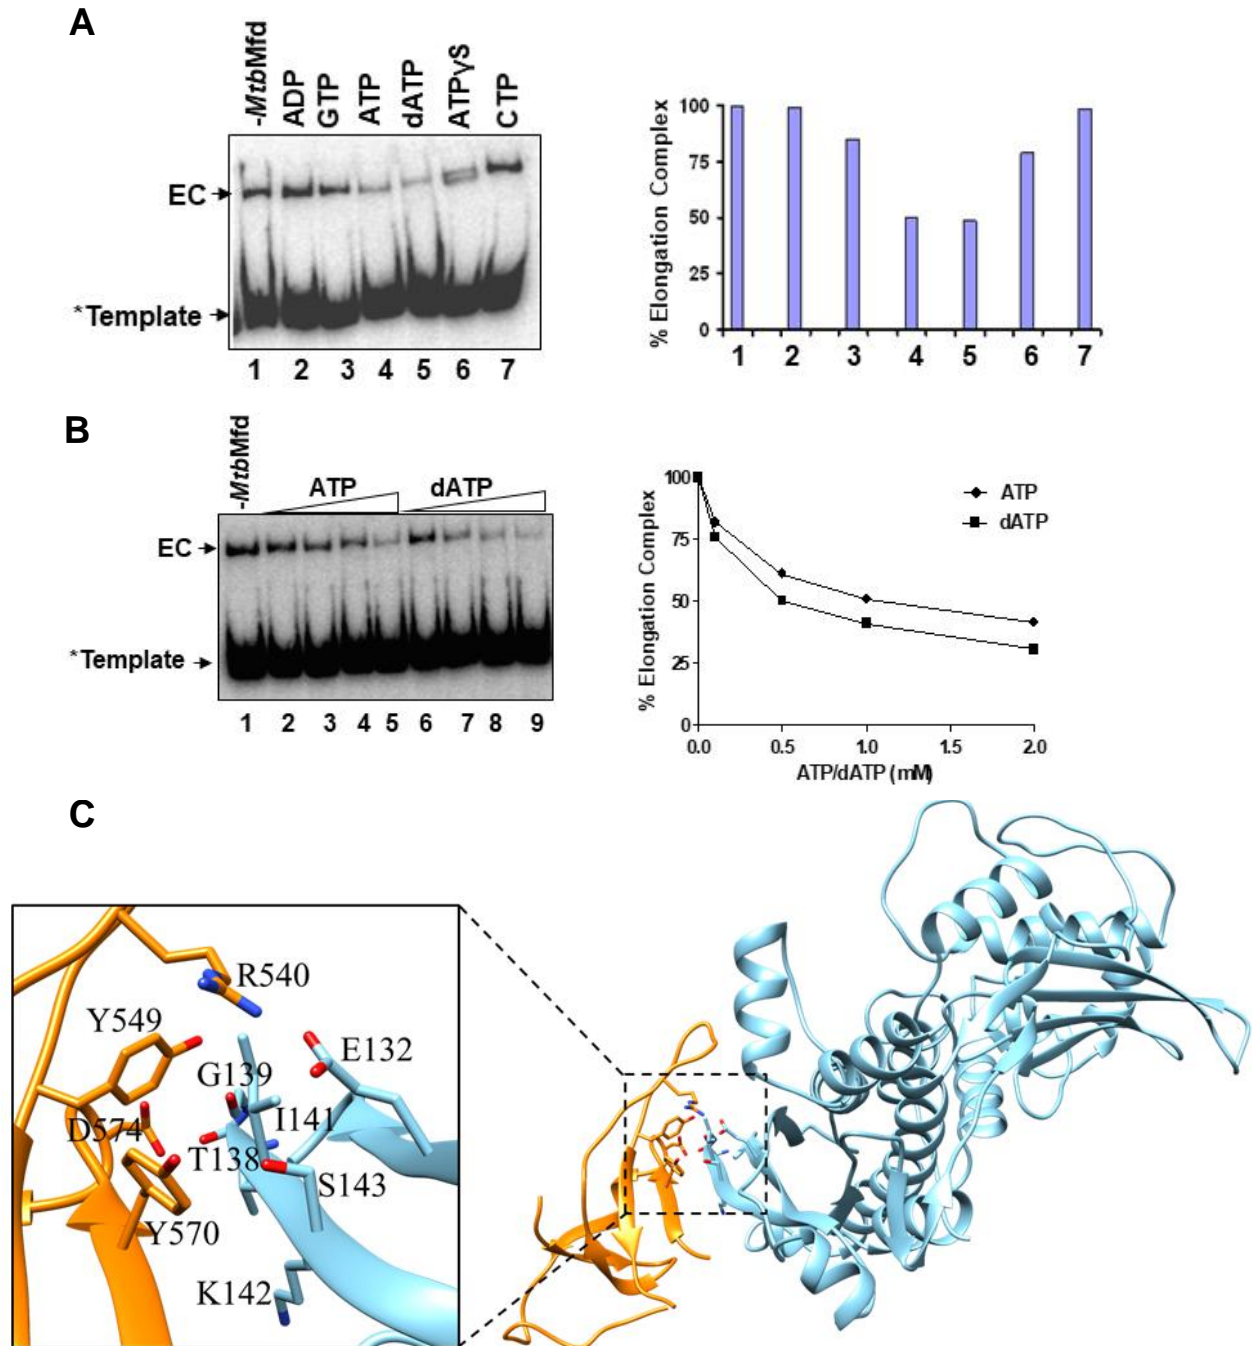 A
-MtbMfd ADP GTP ATP dATP ATPγS CTP
EC
*Template
1 2 3 4 5 6 7
% Elongation Complex
100
75
50
25
0
1 2 3 4 5 6 7
B
-MtbMfd
ATP dATP
EC
*Template
1 2 3 4 5 6 7 8 9
% Elongation Complex
100
75
50
25
0
0.0 0.5 1.0 1.5 2.0
ATP/dATP (mM)
ATP
dATP
C
R540
Y549
E132
G139
I141
D574
T138
S143
Y570
K142